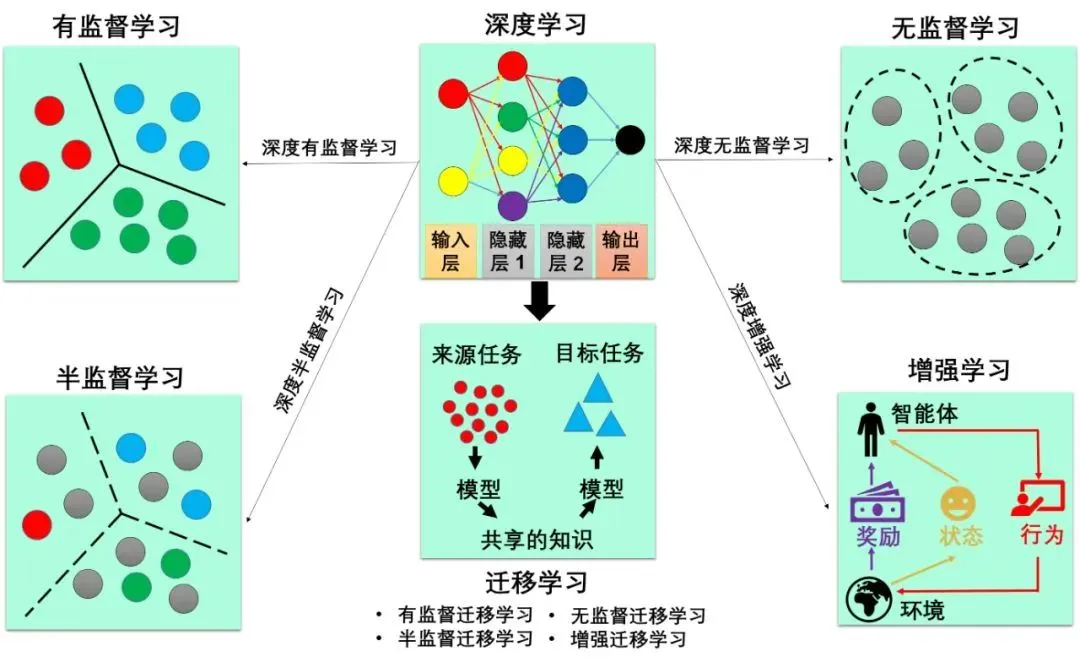 有监督学习
深度学习
无监督学习
深度有监督学习
深度无监督学习
输入
层
隐藏
层 1
隐藏
层 2
输出
层
深度半监督学习
深度增强学习
半监督学习
来源任务
目标任务
模型
模型
共享的知识
迁移学习
• 有监督迁移学习 • 无监督迁移学习
• 半监督迁移学习 • 增强迁移学习
增强学习
智能体
奖励
状态
行为
环境